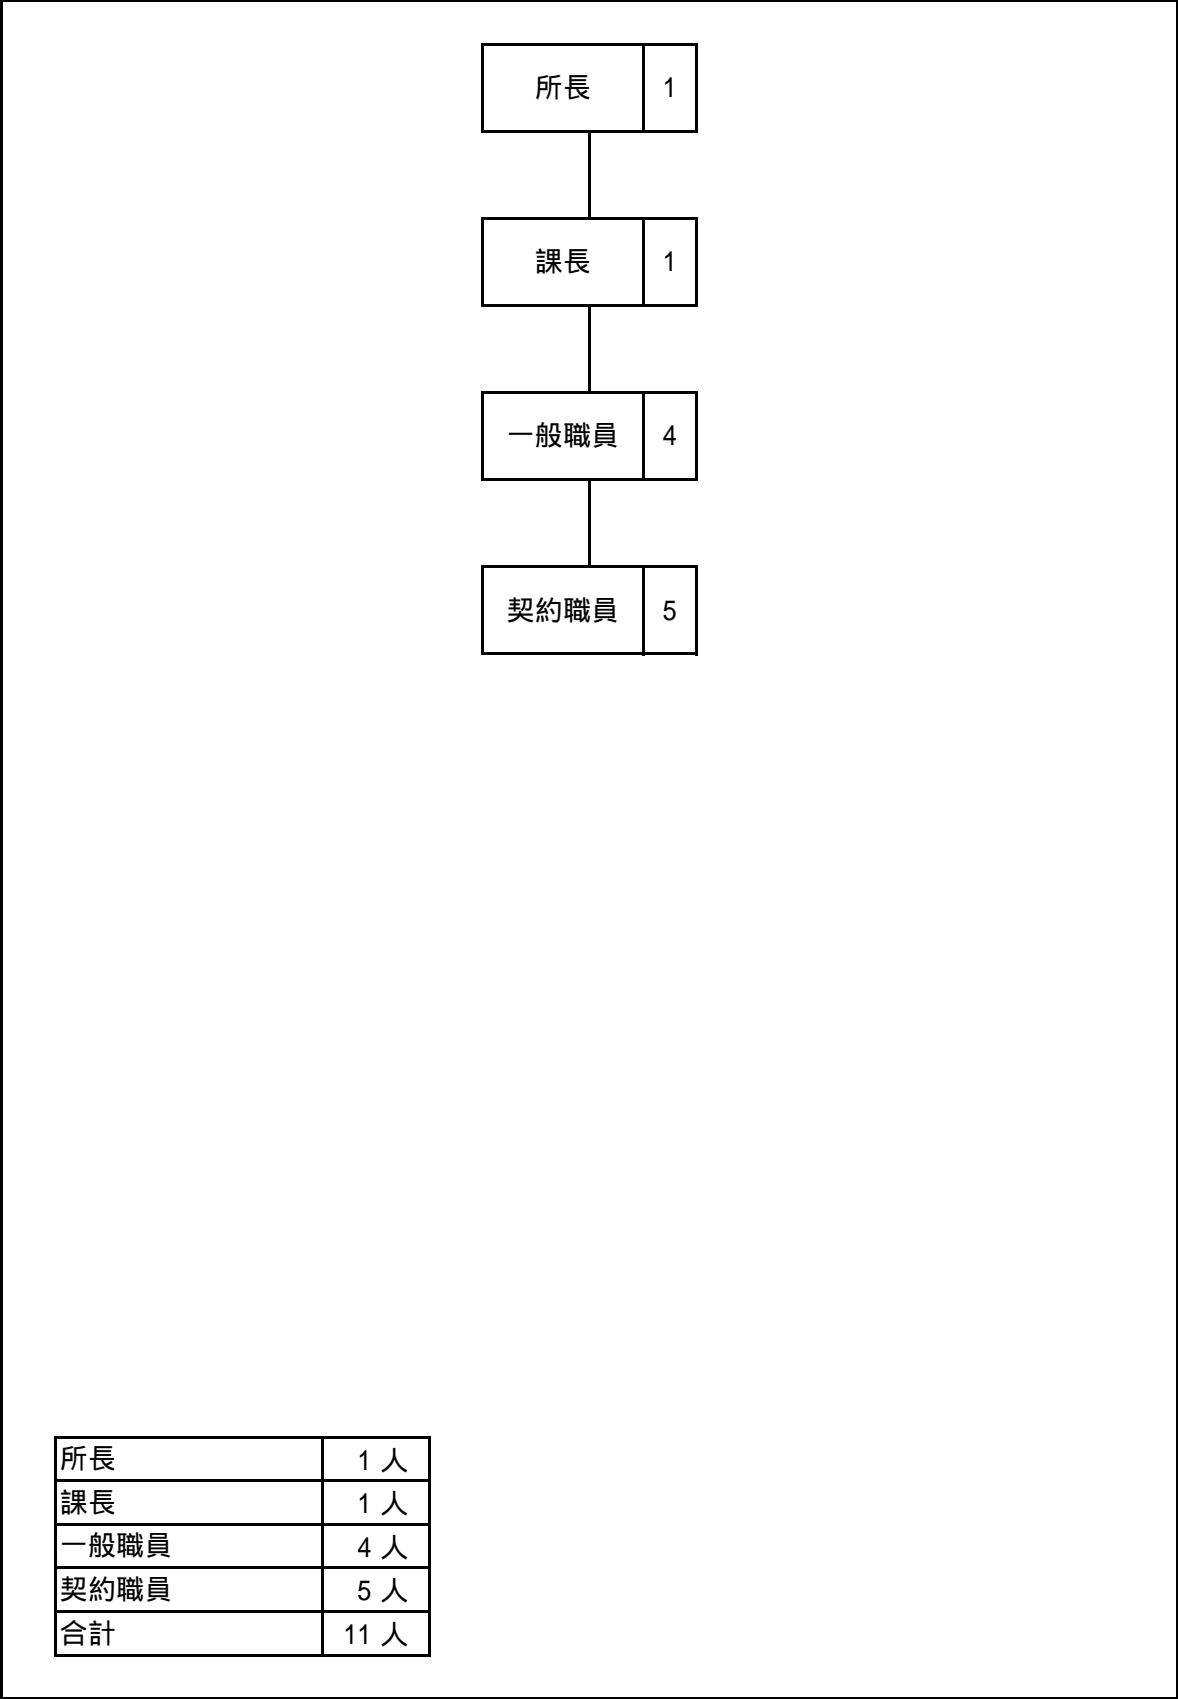 所長 1
課長 1
一般職員 4
契約職員 5
所長 1 人
課長 1 人
一般職員 4 人
契約職員 5 人
合計 11 人